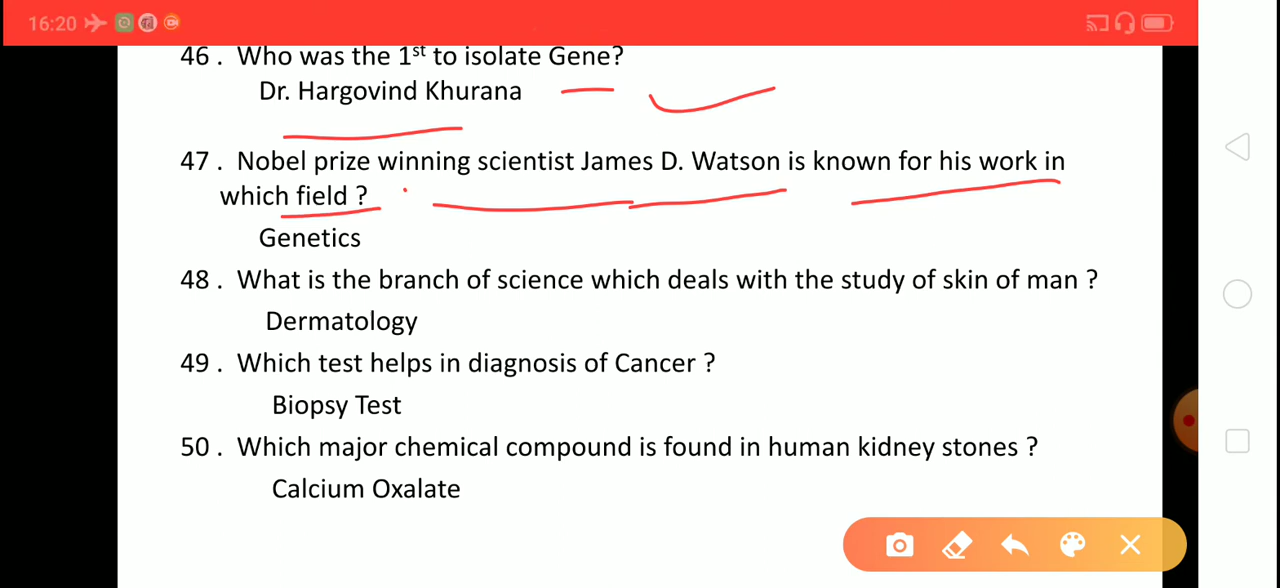 16:20
46 . Who was the 1st to isolate Gene?
Dr. Hargovind Khurana
47 . Nobel prize winning scientist James D. Watson is known for his work in
which field ?
Genetics
48 . What is the branch of science which deals with the study of skin of man ?
Dermatology
49 . Which test helps in diagnosis of Cancer ?
Biopsy Test
50 . Which major chemical compound is found in human kidney stones ?
Calcium Oxalate